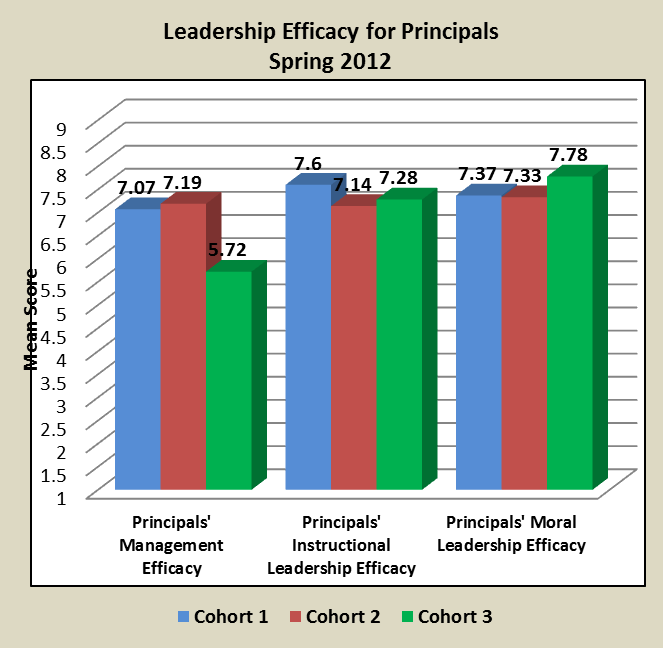 Leadership Efficacy for Principals
Spring 2012
9
8.5
8
7.5
7
6.5
6
5.5
5
4.5
4
3.5
3
2.5
2
1.5
1
Mean Score
7.07
7.19
5.72
7.6
7.14
7.28
7.37
7.33
7.78
Principals'
Management
Efficacy
Principals'
Instructional
Leadership Efficacy
Principals' Moral
Leadership Efficacy
Cohort 1
Cohort 2
Cohort 3